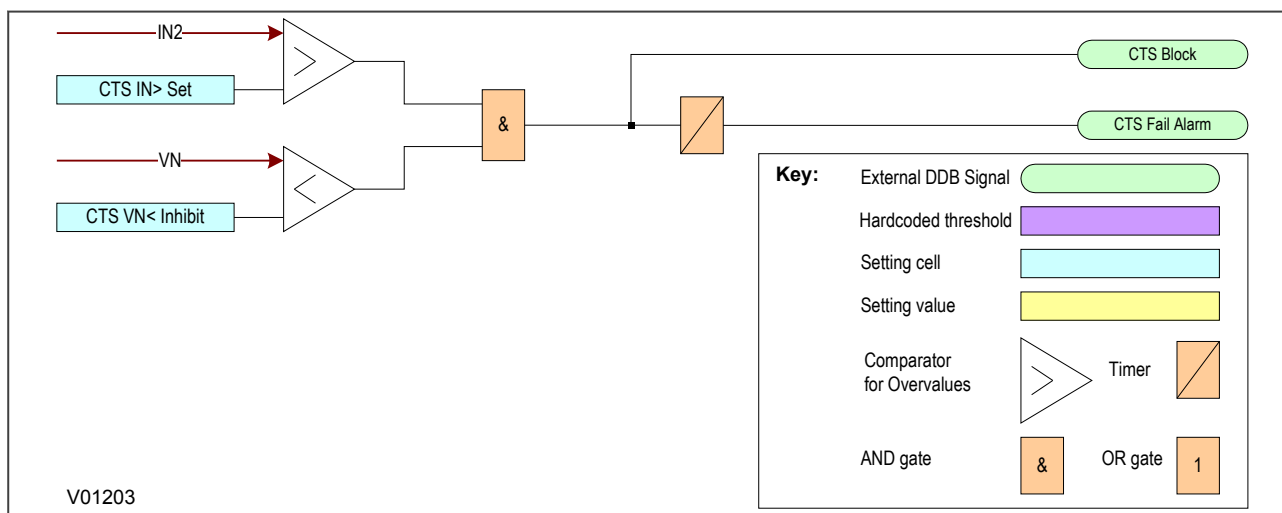 IN2
CTS IN> Set
>
&
VN
CTS VN< Inhibit
<
CTS Block
CTS Fail Alarm
Key:
External DDB Signal
Hardcoded threshold
Setting cell
Setting value
Comparator
for Overvalues
>
Timer
AND gate
&
OR gate
1
V01203